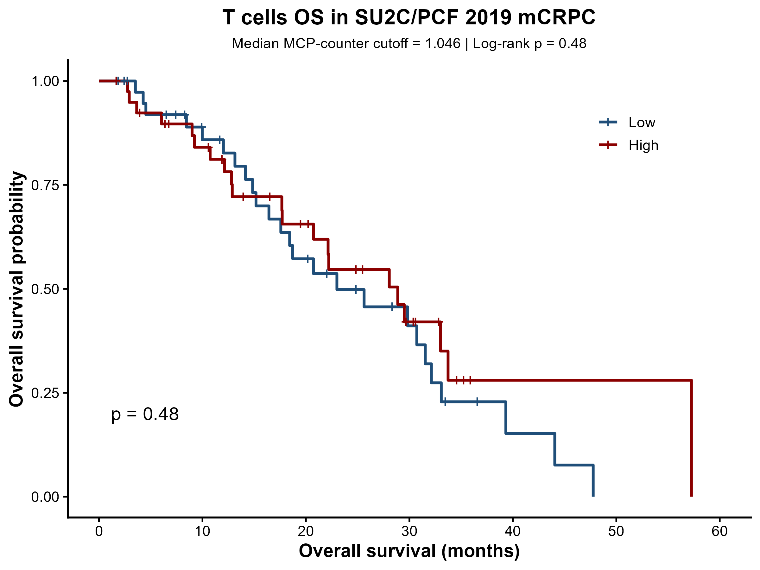 T cells OS in SU2C/PCF 2019 mCRPC
Median MCP-counter cutoff = 1.046 | Log-rank p = 0.48
Overall survival probability
1.00
0.75
0.50
0.25
0.00
Low
High
p = 0.48
0 10 20 30 40 50 60
Overall survival (months)